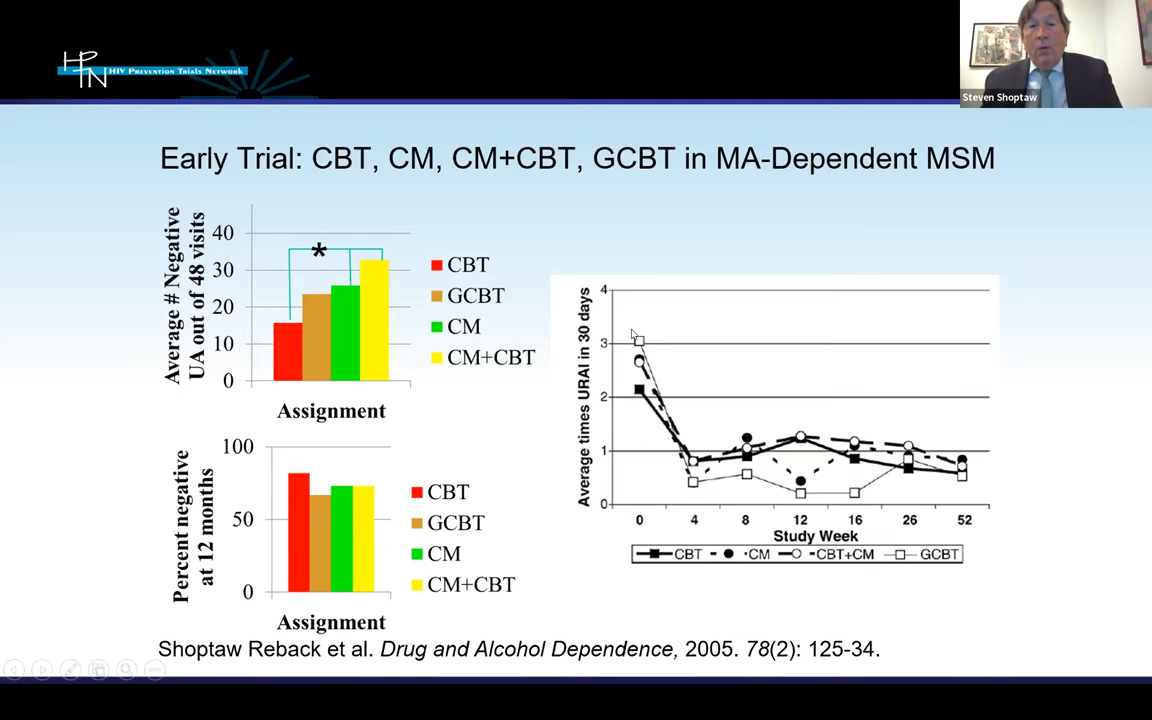 HPTN
HIV PREVENTION TRIALS NETWORK
Steven Shoptaw
Early Trial: CBT, CM, CM+CBT, GCBT in MA-Dependent MSM
Average # Negative
UA out of 48 visits
40
30
20
10
0
*
CBT
GCBT
CM
CM+CBT
Assignment
Percent negative
at 12 months
100
50
0
CBT
GCBT
CM
CM+CBT
Assignment
Average times URAI in 30 days
4
3
2
1
0
0 4 8 12 16 26 52
Study Week
CBT CM CBT+CM GCBT
Shoptaw Reback et al. Drug and Alcohol Dependence, 2005. 78(2): 125-34.